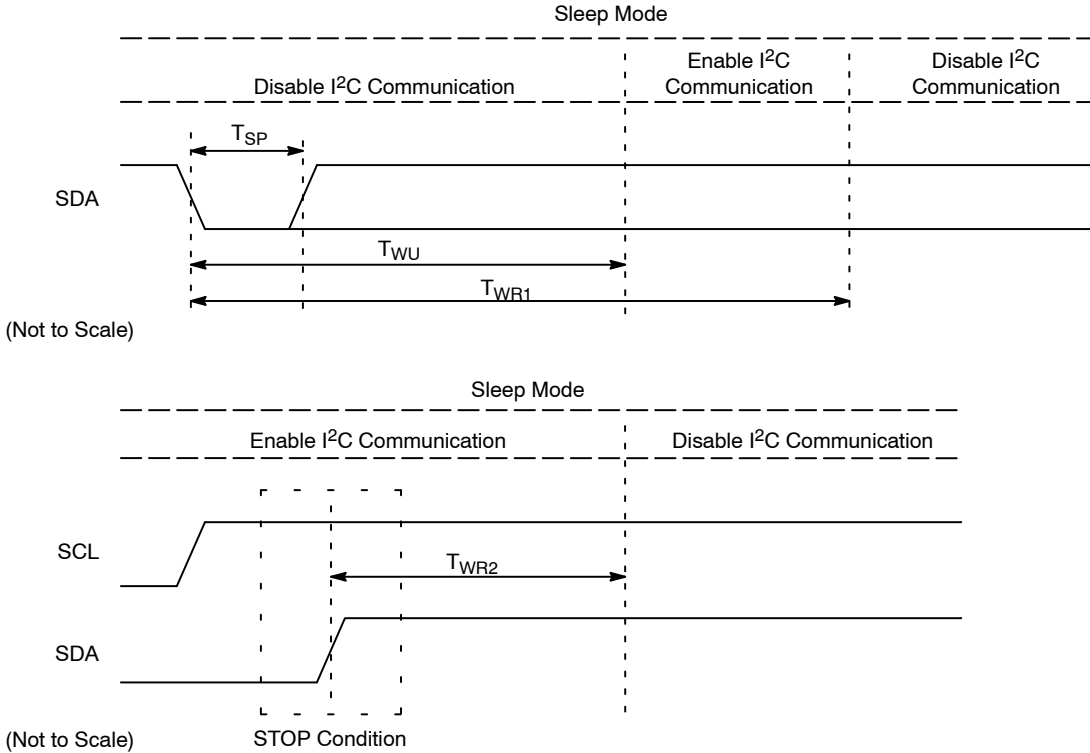 Sleep Mode
Enable I²C
Communication
Disable I²C
Communication
Disable I²C Communication
TSP
SDA
TWU
TWR1
(Not to Scale)
Sleep Mode
Enable I²C Communication
Disable I²C Communication
SCL
TWR2
SDA
(Not to Scale)
STOP Condition